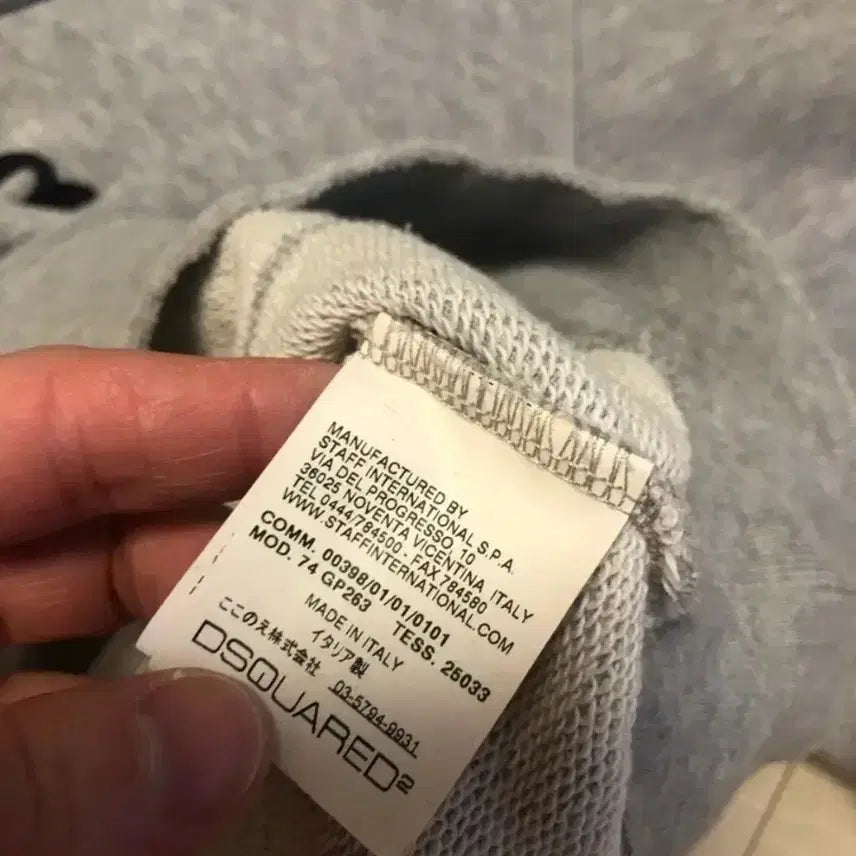 MANUFACTURED BY
STAFF INTERNATIONAL S.P.A.
VIA DEL PROGRESSO, 10
36025 NOVENTA VICENTINA, ITALY
TEL 0444/784500 · FAX 784580
WWW.STAFFINTERNATIONAL.COM
COMM. 00398/01/01/0101
MOD. 74 GP263 TESS. 25033
MADE IN ITALY
イタリア製
ここのえ株式会社 03-5794-9931
DSQUARED²